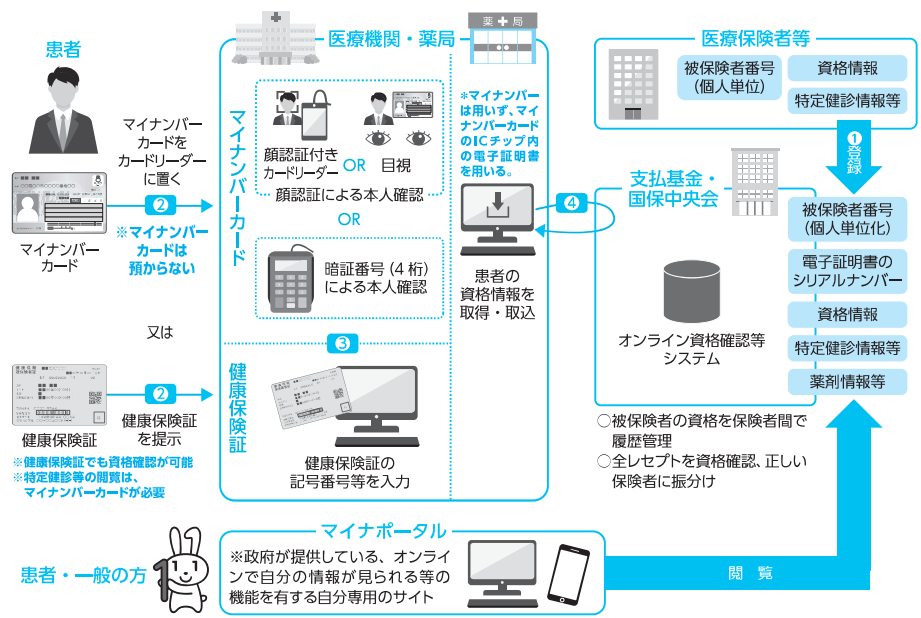 患者
マイナンバー
カードを
カードリーダー
に置く
②
※マイナンバー
カードは
預からない
マイナンバー
カード
又は
②
健康保険証
を提示
健康保険証
※健康保険証でも資格確認が可能
※特定健診等の閲覧は、
マイナンバーカードが必要
医療機関・薬局
薬 局
マイナンバーカード
顔認証付き
カードリーダー
OR
目視
顔認証による本人確認
OR
暗証番号(4桁)
による本人確認
③
健康保険証
健康保険証の
記号番号等を入力
※マイナンバー
は用いず、マイ
ナンバーカード
のICチップ内
の電子証明書
を用いる。
④
患者の
資格情報を
取得・取込
医療保険者等
被保険者番号
(個人単位)
資格情報
特定健診情報等
❶登録
支払基金・
国保中央会
被保険者番号
(個人単位化)
電子証明書の
シリアルナンバー
資格情報
特定健診情報等
薬剤情報等
オンライン資格確認等
システム
○被保険者の資格を保険者間で
履歴管理
○全レセプトを資格確認、正しい
保険者に振分け
患者・一般の方
マイナポータル
※政府が提供している、オンライ
ンで自分の情報が見られる等の
機能を有する自分専用のサイト
閲 覧